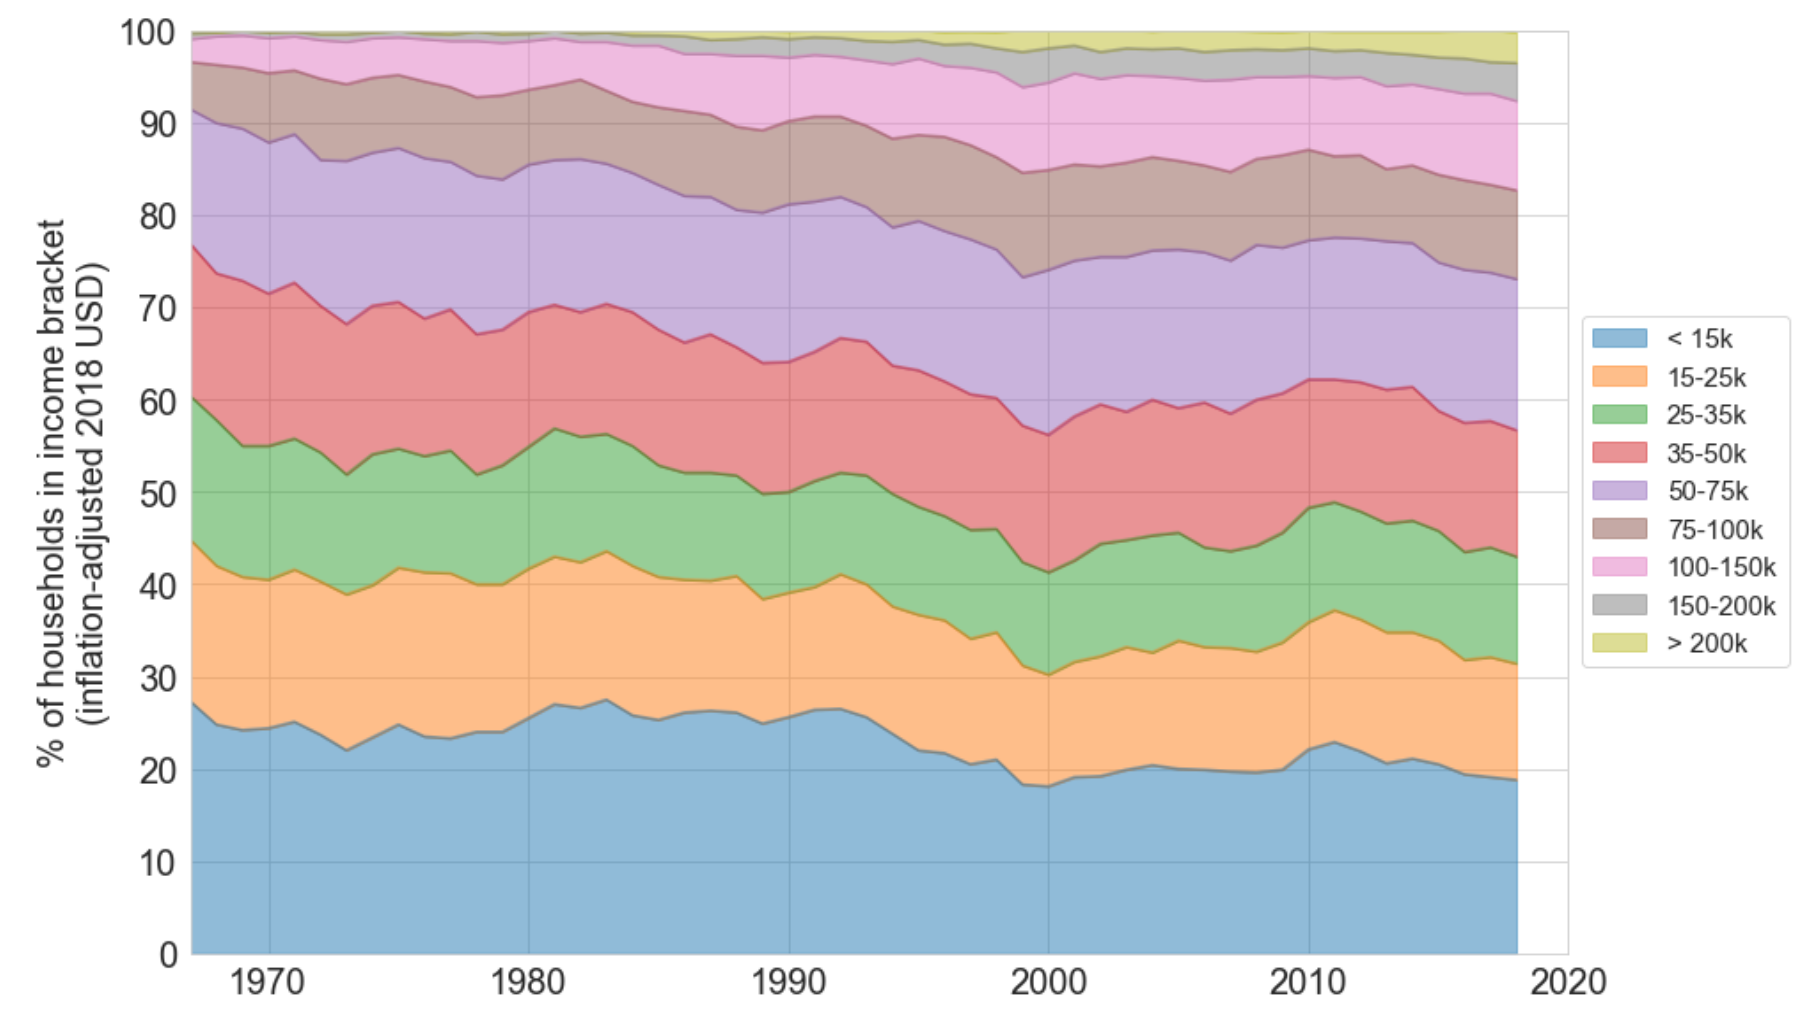 % of households in income bracket
(inflation-adjusted 2018 USD)
100
90
80
70
60
50
40
30
20
10
0
1970 1980 1990 2000 2010 2020
< 15k
15-25k
25-35k
35-50k
50-75k
75-100k
100-150k
150-200k
> 200k